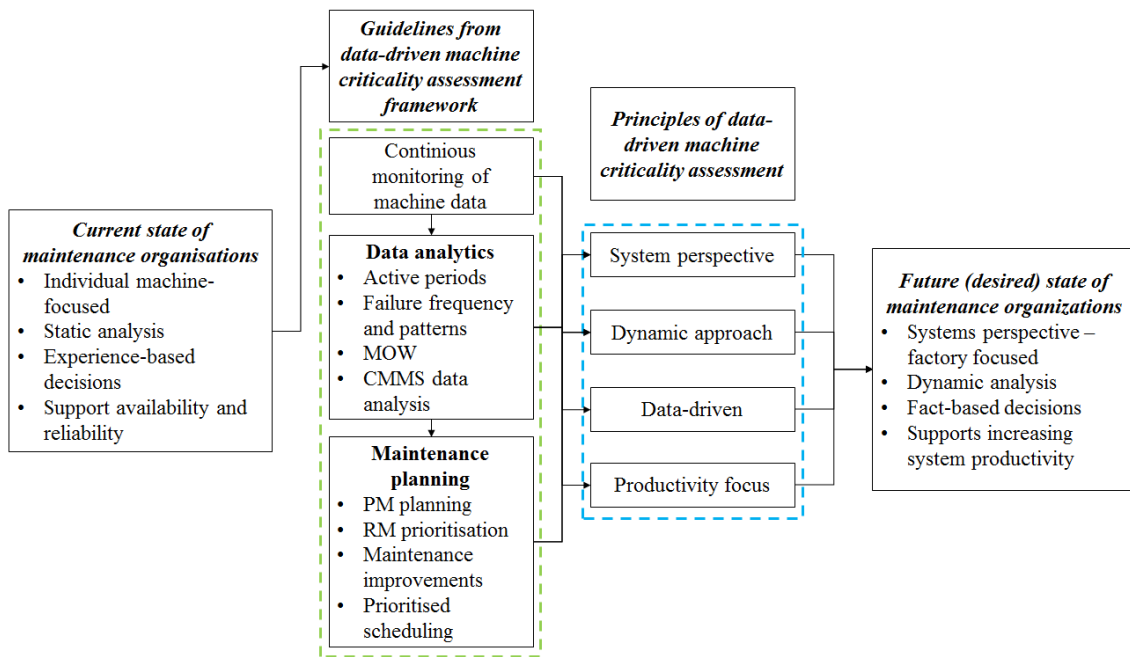 Guidelines from
data-driven machine
criticality assessment
framework
Principles of data-
driven machine
criticality assessment
Continious
monitoring of
machine data
Current state of
maintenance organisations
• Individual machine-
focused
• Static analysis
• Experience-based
decisions
• Support availability and
reliability
Data analytics
• Active periods
• Failure frequency
and patterns
• MOW
• CMMS data
analysis
Maintenance
planning
• PM planning
• RM prioritisation
• Maintenance
improvements
• Prioritised
scheduling
System perspective
Dynamic approach
Data-driven
Productivity focus
Future (desired) state of
maintenance organizations
• Systems perspective –
factory focused
• Dynamic analysis
• Fact-based decisions
• Supports increasing
system productivity